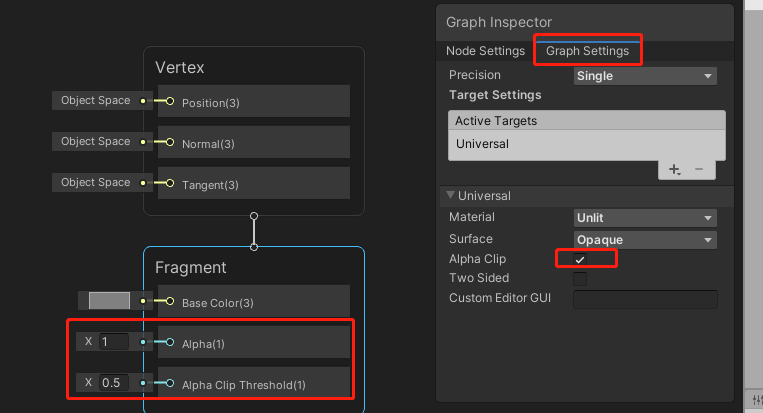 Vertex
Object Space
Position(3)
Object Space
Normal(3)
Object Space
Tangent(3)
Fragment
Base Color(3)
X 1
Alpha(1)
X 0.5
Alpha Clip Threshold(1)
Graph Inspector
Node Settings
Graph Settings
Precision
Single
Target Settings
Active Targets
Universal
Universal
Material
Unlit
Surface
Opaque
Alpha Clip
Two Sided
Custom Editor GUI